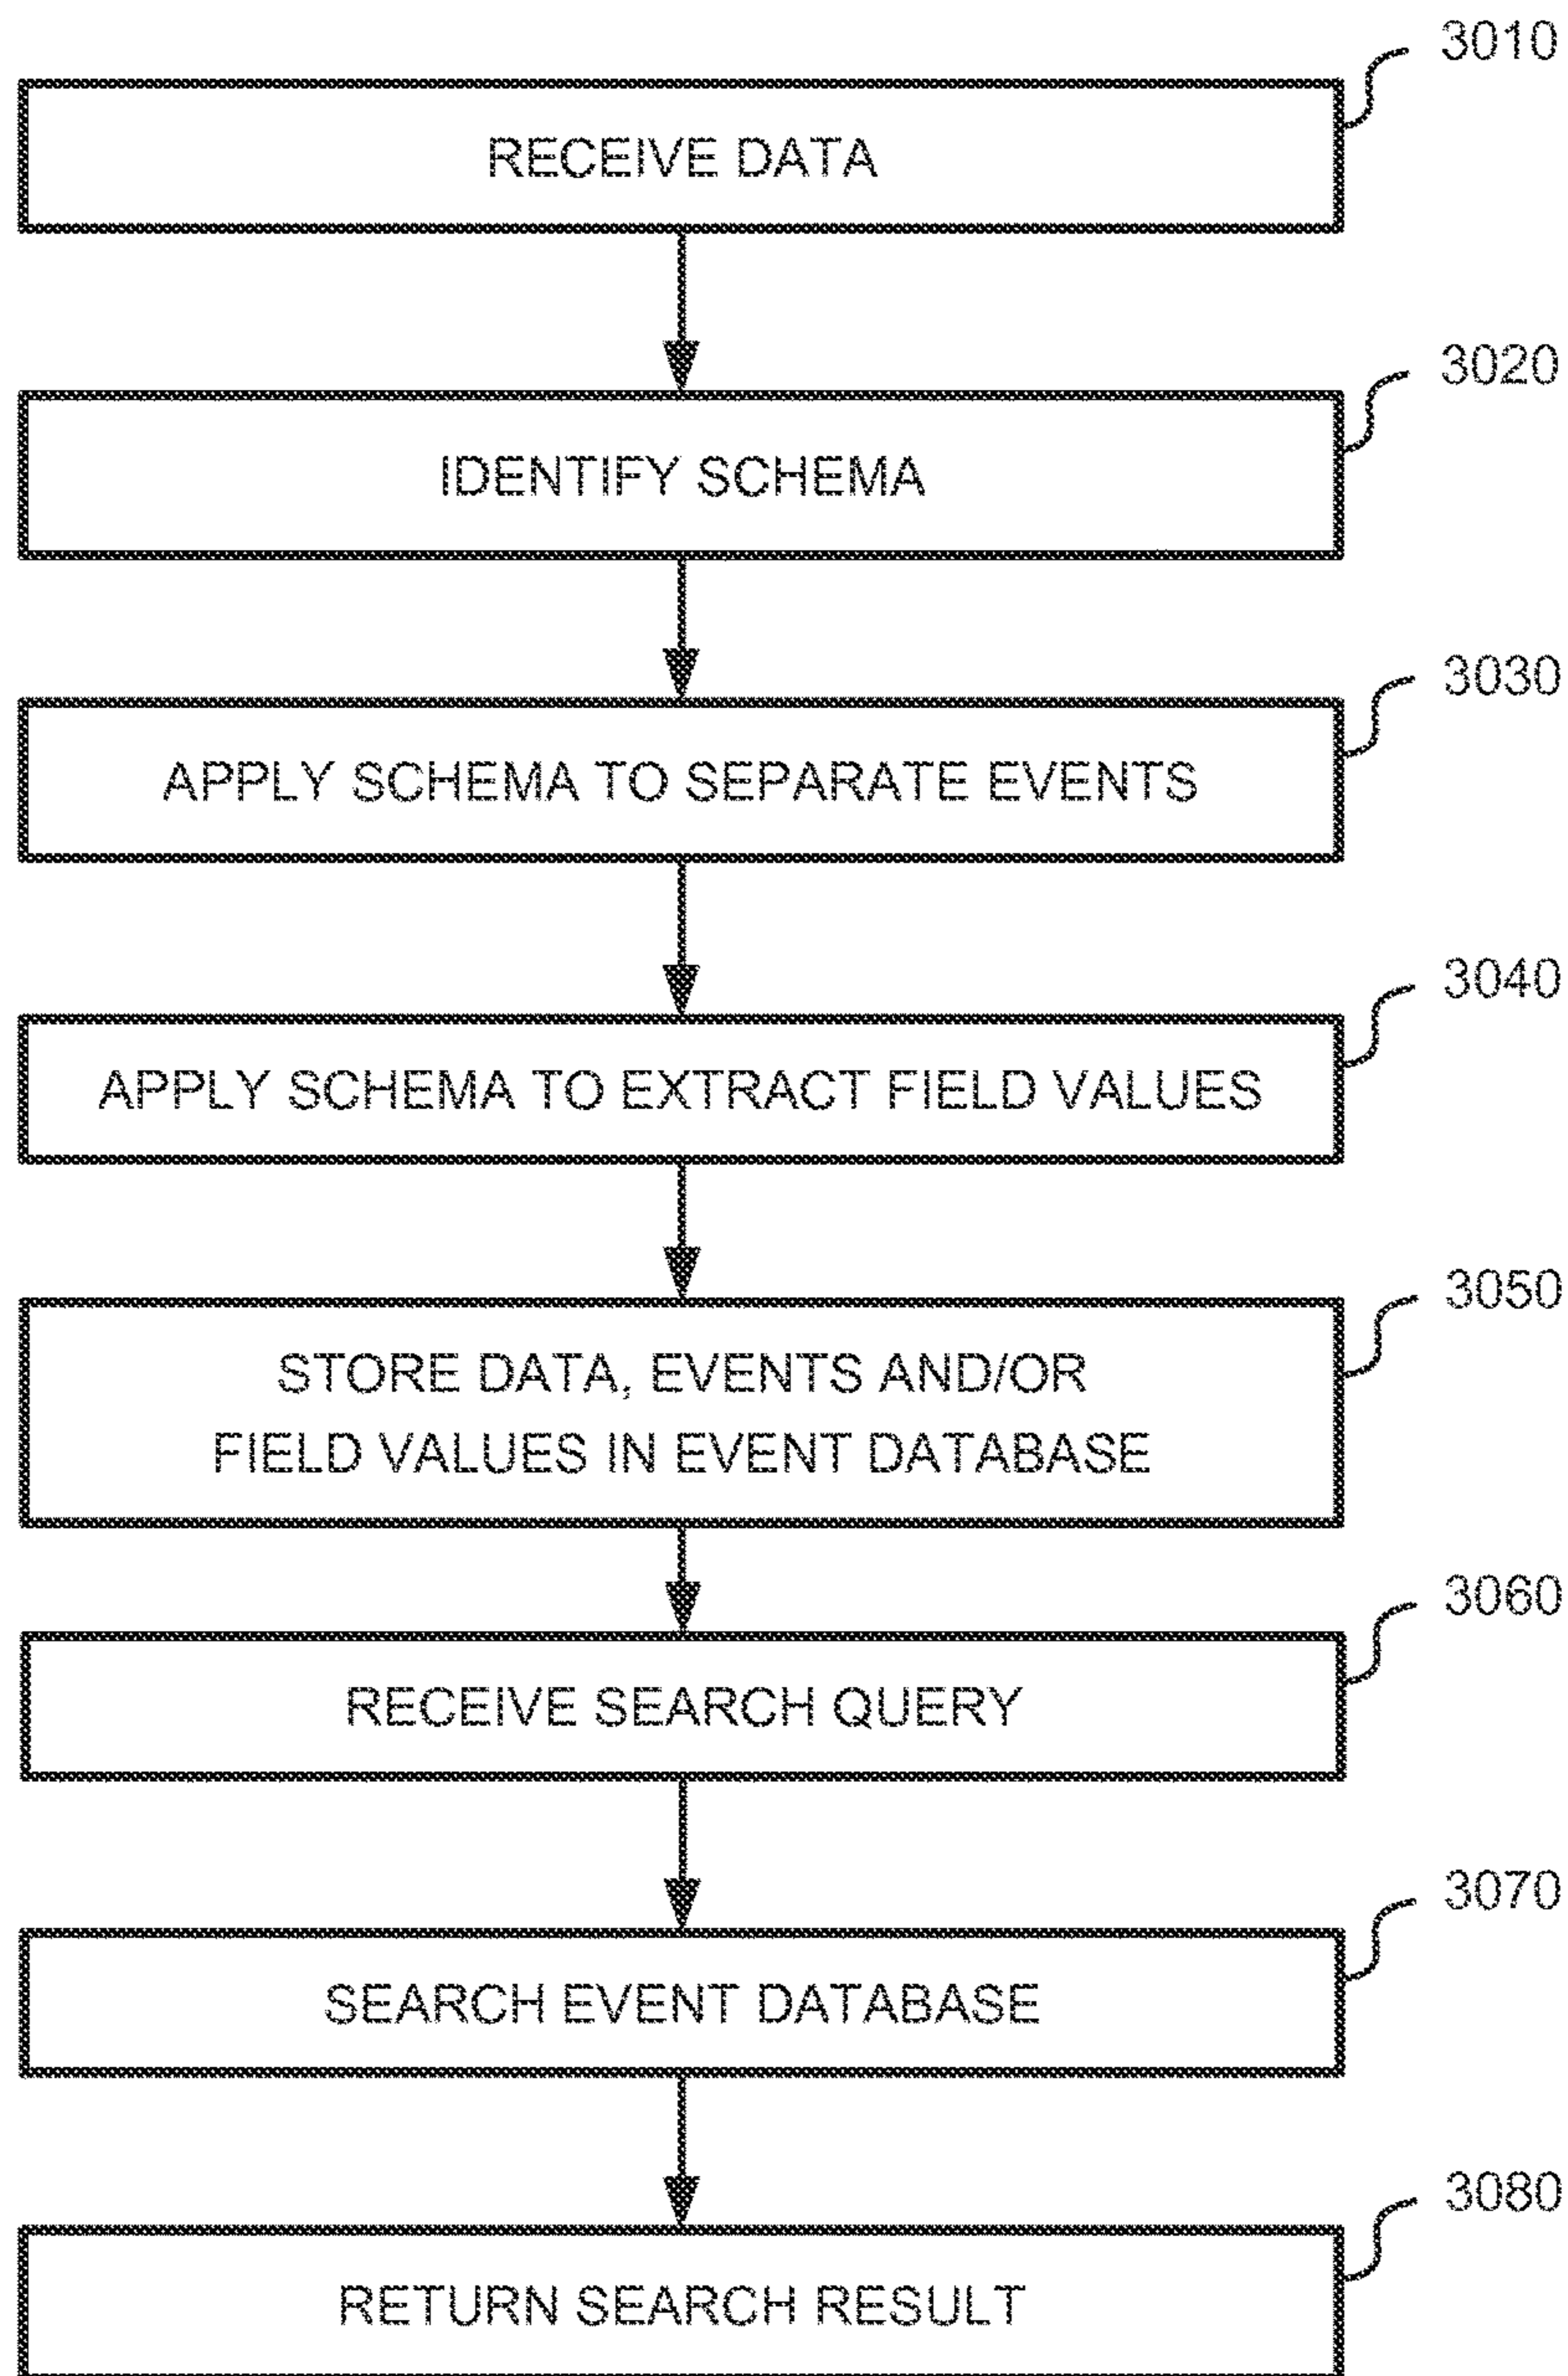 3010
RECEIVE DATA
3020
IDENTIFY SCHEMA
3030
APPLY SCHEMA TO SEPARATE EVENTS
3040
APPLY SCHEMA TO EXTRACT FIELD VALUES
3050
STORE DATA, EVENTS AND/OR
FIELD VALUES IN EVENT DATABASE
3060
RECEIVE SEARCH QUERY
3070
SEARCH EVENT DATABASE
3080
RETURN SEARCH RESULT